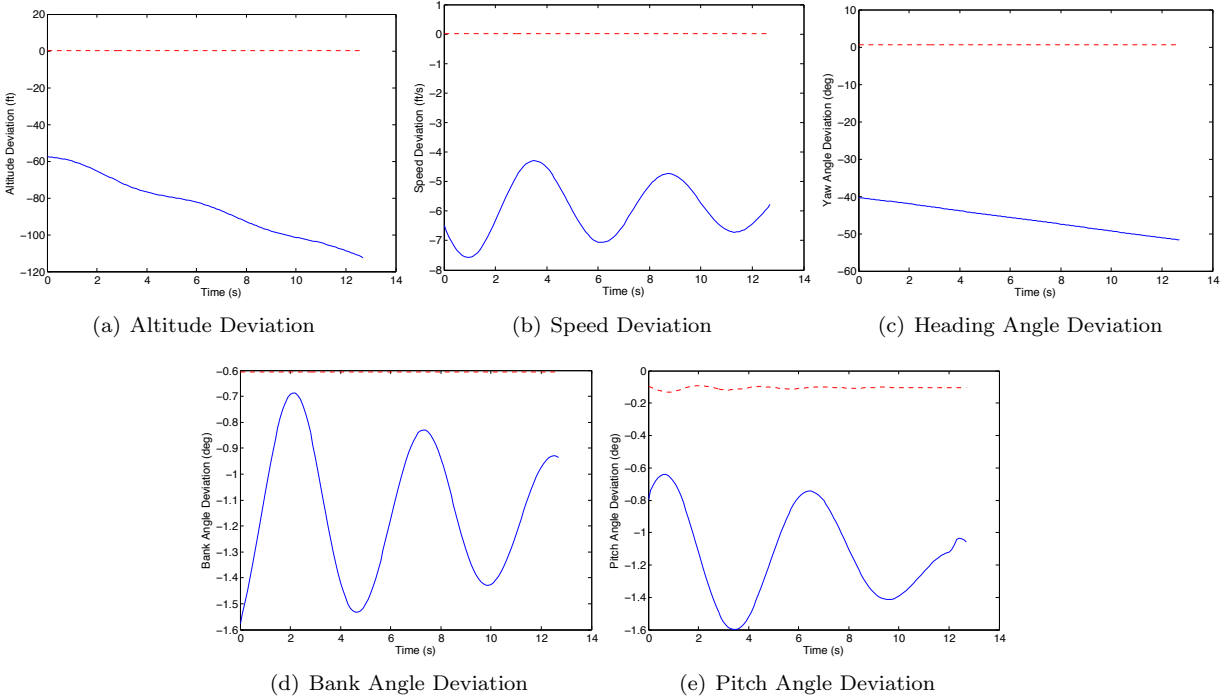 20
0
−20
−40
−60
−80
−100
−120
Altitude Deviation (ft)
0 2 4 6 8 10 12 14
Time (s)
(a) Altitude Deviation
1
0
−1
−2
−3
−4
−5
−6
−7
−8
Speed Deviation (ft/s)
0 2 4 6 8 10 12 14
Time (s)
(b) Speed Deviation
10
0
−10
−20
−30
−40
−50
−60
Yaw Angle Deviation (deg)
0 2 4 6 8 10 12 14
Time (s)
(c) Heading Angle Deviation
−0.6
−0.7
−0.8
−0.9
−1
−1.1
−1.2
−1.3
−1.4
−1.5
−1.6
Bank Angle Deviation (deg)
0 2 4 6 8 10 12 14
Time (s)
(d) Bank Angle Deviation
0
−0.2
−0.4
−0.6
−0.8
−1
−1.2
−1.4
−1.6
Pitch Angle Deviation (deg)
0 2 4 6 8 10 12 14
Time (s)
(e) Pitch Angle Deviation